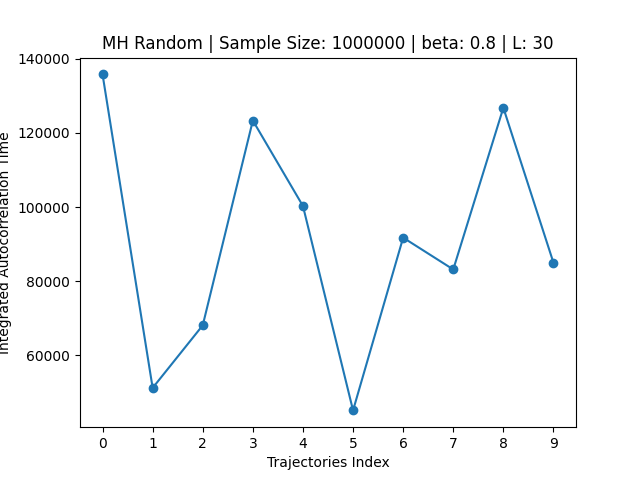 MH Random | Sample Size: 1000000 | beta: 0.8 | L: 30
140000
120000
100000
80000
60000
Integrated Autocorrelation Time
0 1 2 3 4 5 6 7 8 9
Trajectories Index